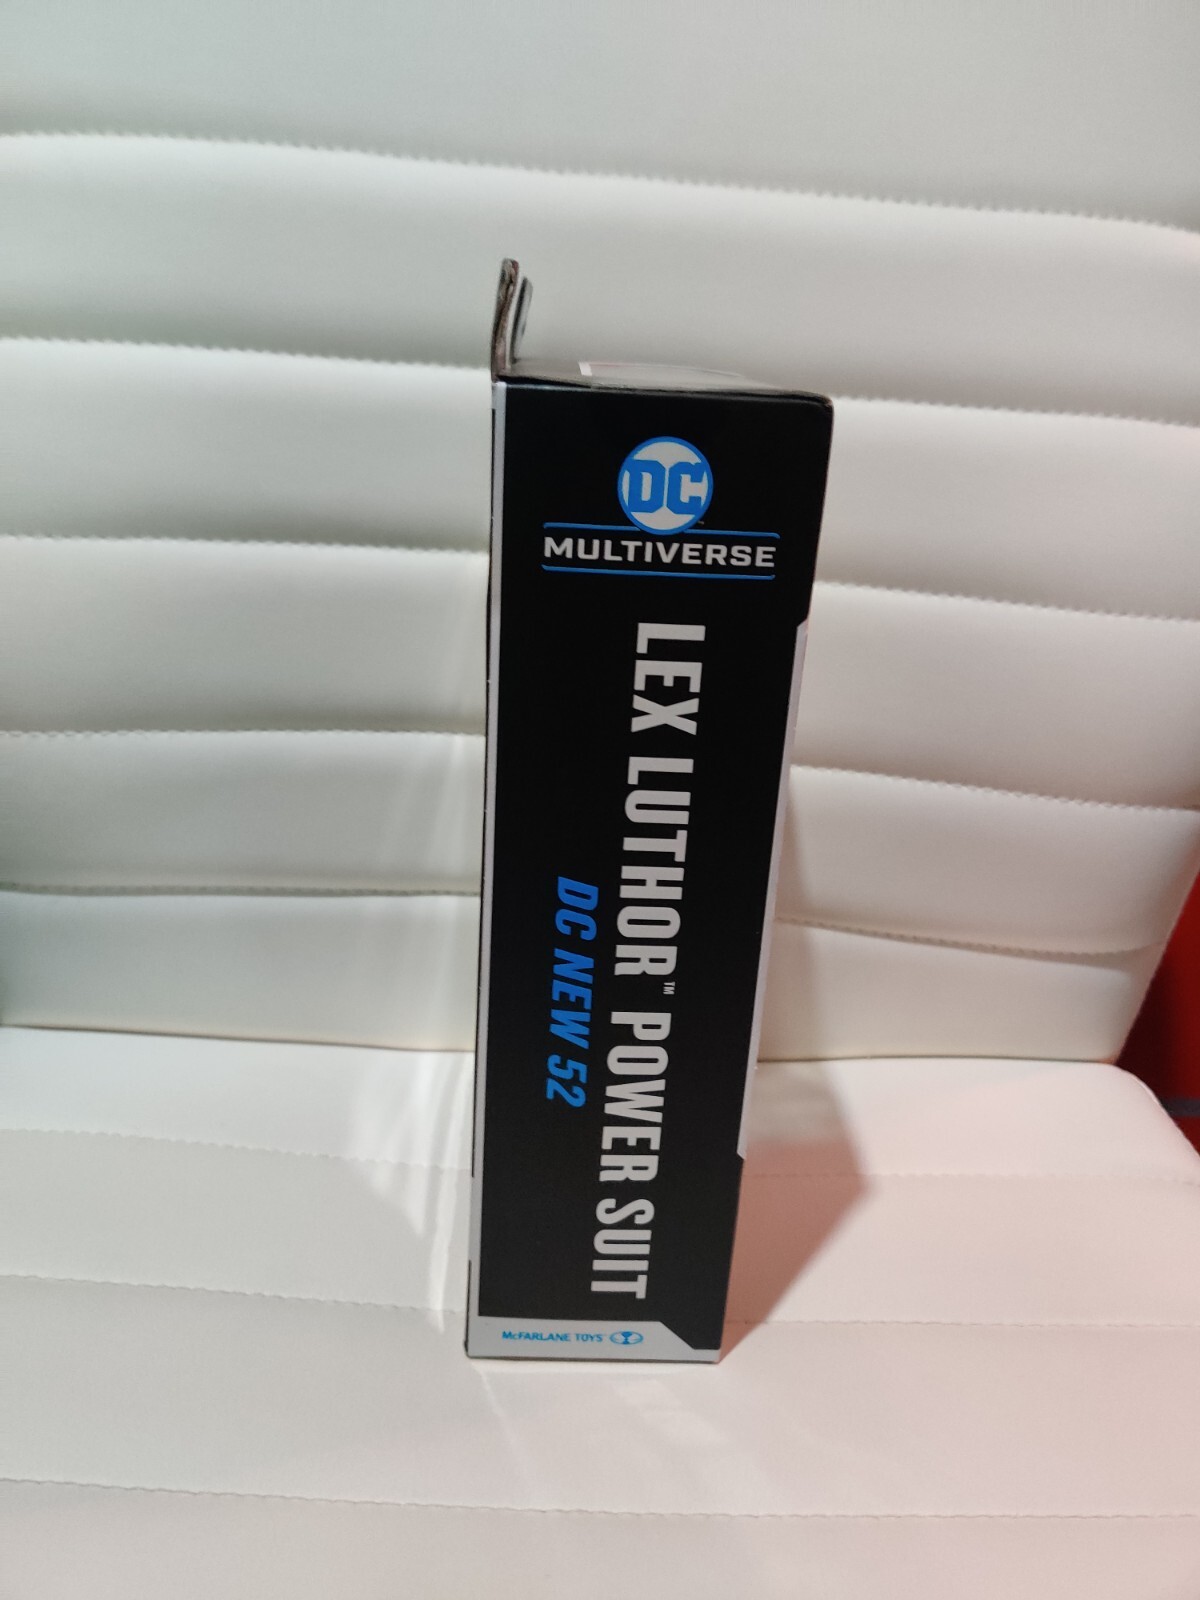 DC
MULTIVERSE
LEX LUTHOR™ POWER SUIT
DC NEW 52
McFARLANE TOYS